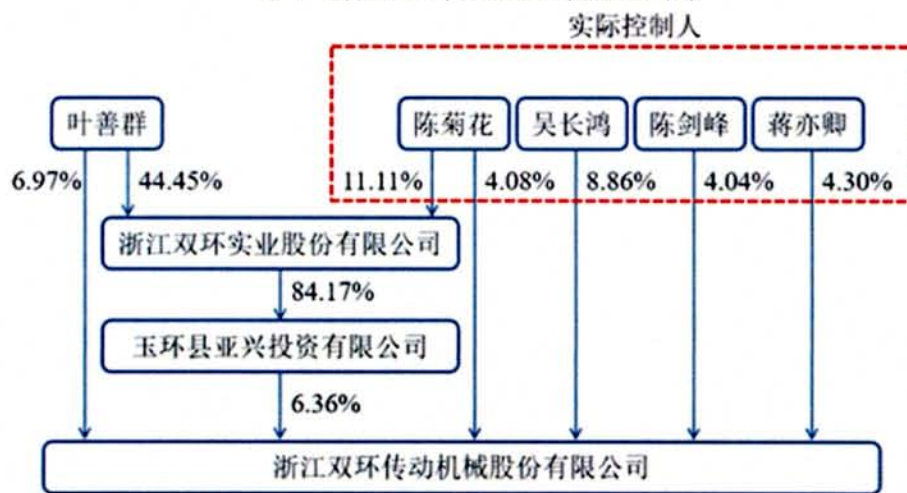 实际控制人
叶善群
陈菊花
吴长鸿
陈剑峰
蒋亦卿
6.97%
44.45%
11.11%
4.08%
8.86%
4.04%
4.30%
浙江双环实业股份有限公司
84.17%
玉环县亚兴投资有限公司
6.36%
浙江双环传动机械股份有限公司